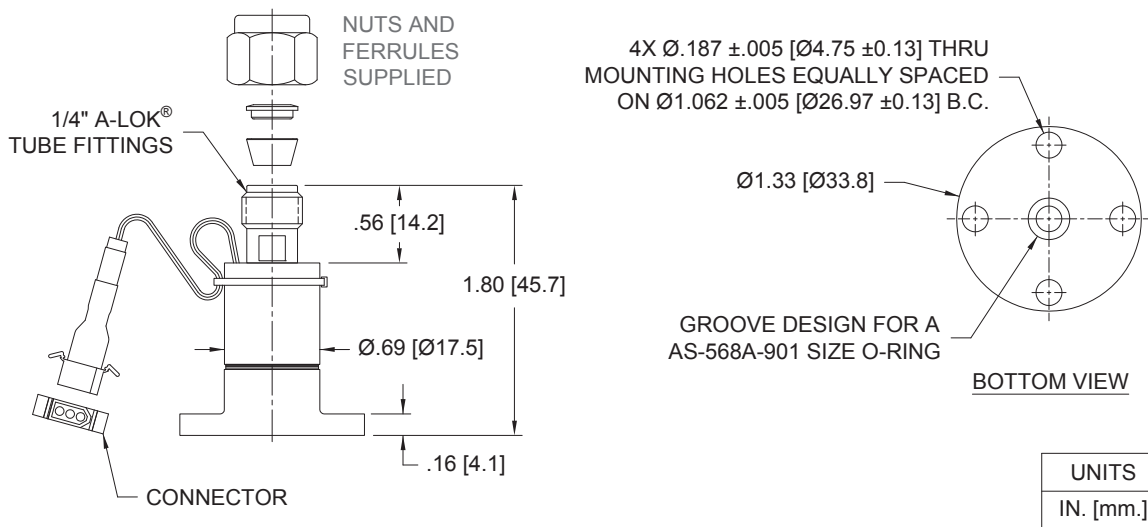 NUTS AND
FERRULES
SUPPLIED
1/4" A-LOK®
TUBE FITTINGS
.56 [14.2]
1.80 [45.7]
Ø.69 [Ø17.5]
.16 [4.1]
CONNECTOR
4X Ø.187 ±.005 [Ø4.75 ±0.13] THRU
MOUNTING HOLES EQUALLY SPACED
ON Ø1.062 ±.005 [Ø26.97 ±0.13] B.C.
Ø1.33 [Ø33.8]
GROOVE DESIGN FOR A
AS-568A-901 SIZE O-RING
BOTTOM VIEW
UNITS
IN. [mm.]